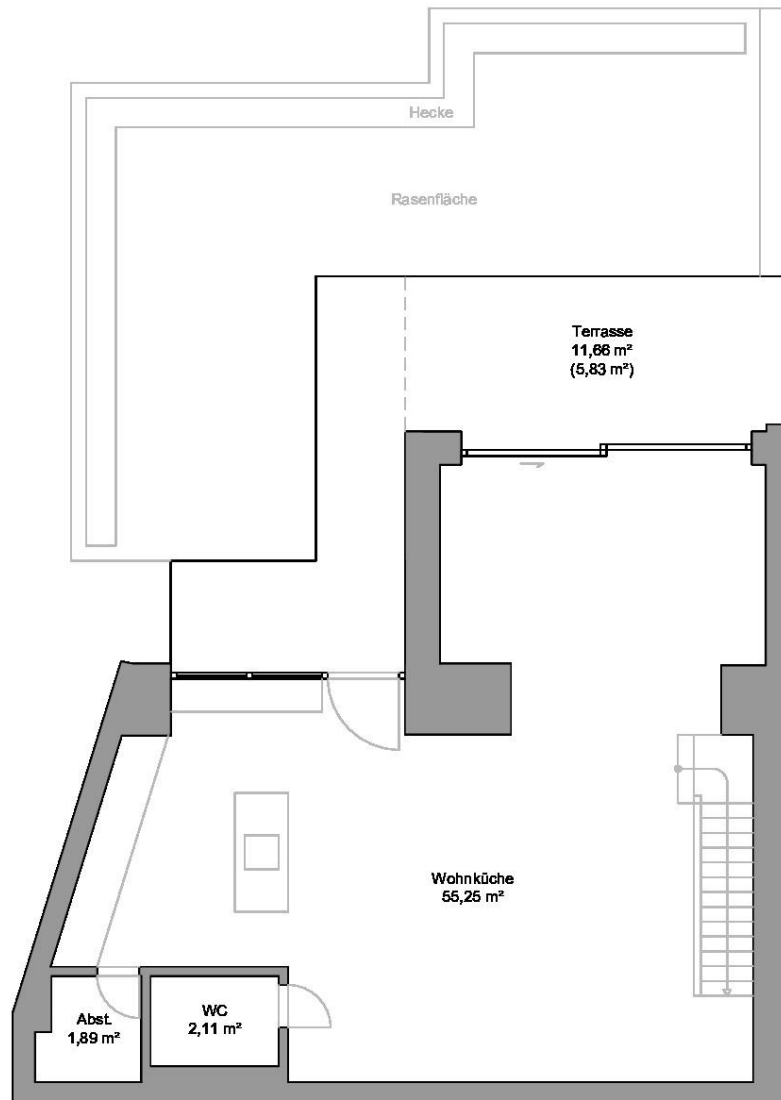 Hecke
Rasenfläche
Terrasse
11,66 m²
(5,83 m²)
Wohnküche
55,25 m²
Abst.
1,89 m²
WC
2,11 m²